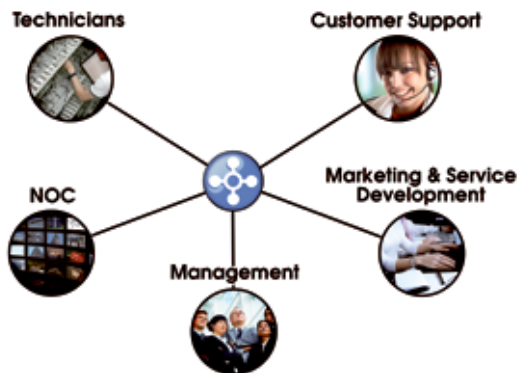 Technicians
Customer Support
NOC
Marketing & Service
Development
Management